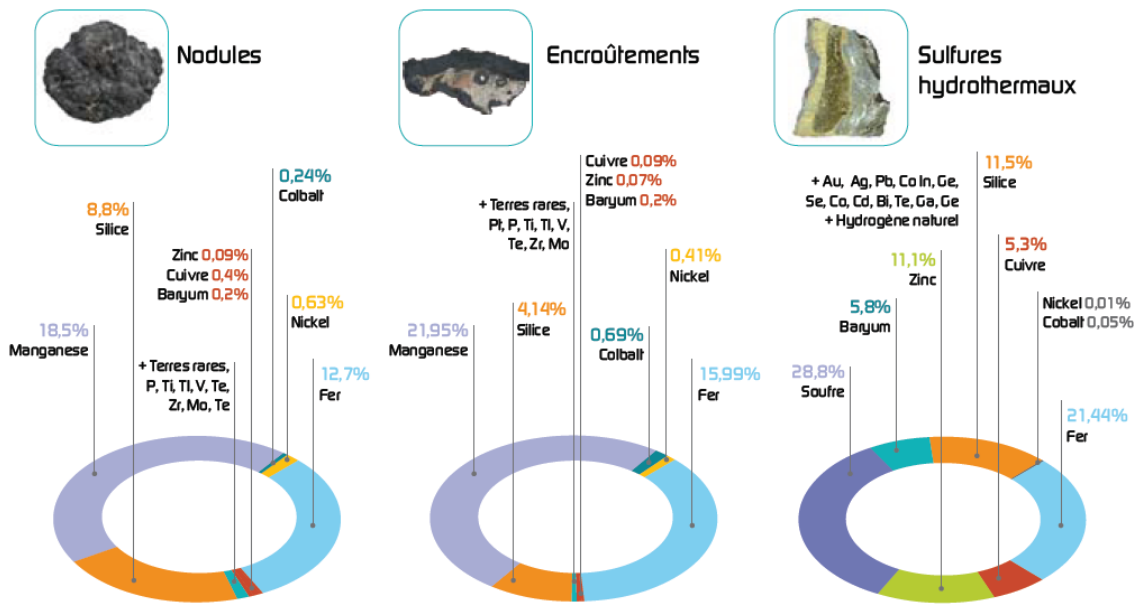 Nodules
0,24%
Colbalt
8,8%
Silice
Zinc 0,09%
Cuivre 0,4%
Baryum 0,2%
0,63%
Nickel
18,5%
Manganese
+ Terres rares,
P, Ti, Tl, V, Te,
Zr, Mo, Te
12,7%
Fer
Encroûtements
Cuivre 0,09%
Zinc 0,07%
Baryum 0,2%
+ Terres rares,
Pt, P, Ti, Tl, V,
Te, Zr, Mo
0,41%
Nickel
4,14%
Silice
21,95%
Manganese
0,69%
Colbalt
15,99%
Fer
Sulfures
hydrothermaux
11,5%
Silice
+ Au, Ag, Pb, Co In, Ge,
Se, Co, Cd, Bi, Te, Ga, Ge
+ Hydrogène naturel
5,3%
Cuivre
11,1%
Zinc
5,8%
Baryum
Nickel 0,01%
Cobalt 0,05%
28,8%
Soufre
21,44%
Fer